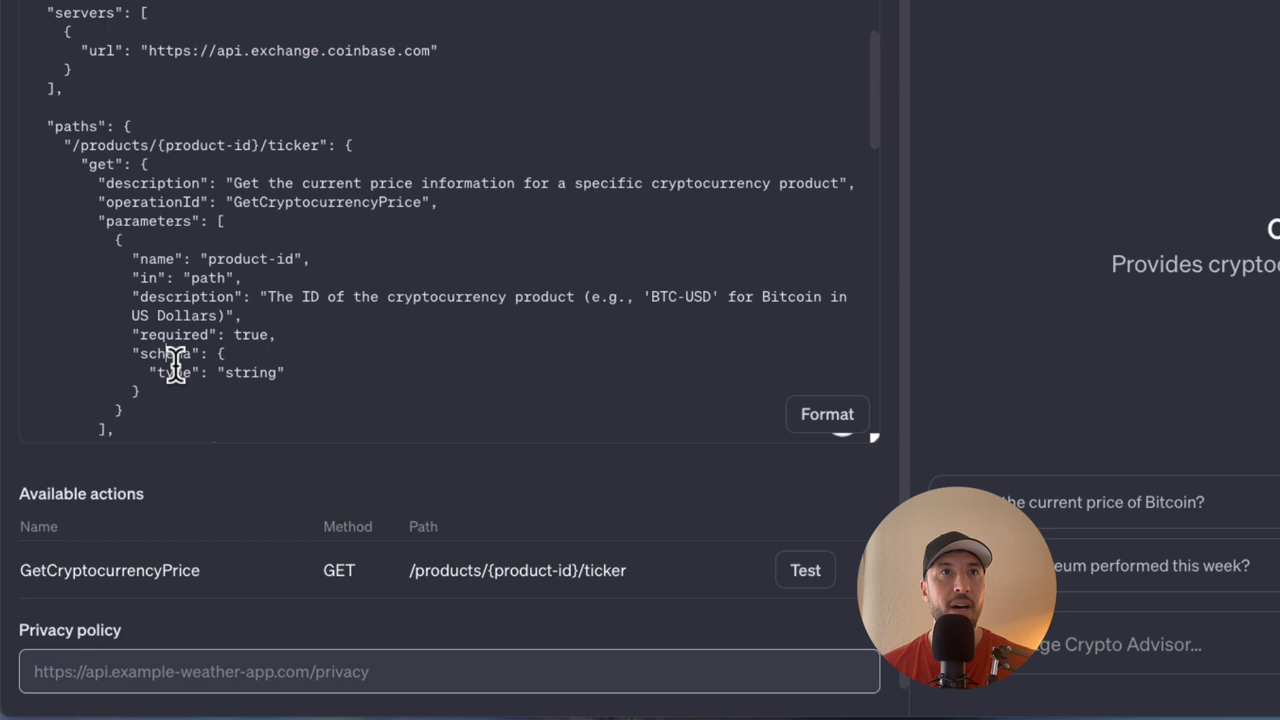 "servers": [
{
"url": "https://api.exchange.coinbase.com"
}
],
"paths": {
"/products/{product-id}/ticker": {
"get": {
"description": "Get the current price information for a specific cryptocurrency product",
"operationId": "GetCryptocurrencyPrice",
"parameters": [
{
"name": "product-id",
"in": "path",
"description": "The ID of the cryptocurrency product (e.g., 'BTC-USD' for Bitcoin in
US Dollars)",
"required": true,
"schema": {
"type": "string"
}
}
],
Format
Available actions
Name Method Path
GetCryptocurrencyPrice GET /products/{product-id}/ticker Test
Privacy policy
https://api.example-weather-app.com/privacy
Provides
the current price of Bitcoin?
performed this week?
Crypto Advisor...